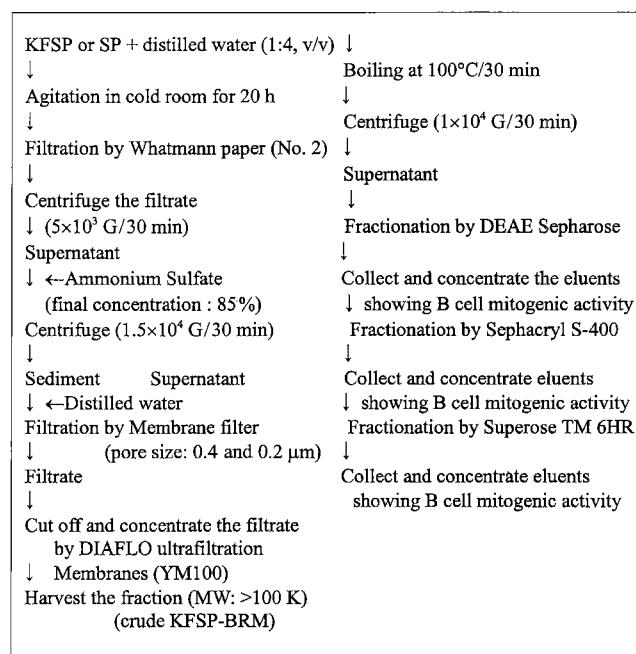 KFSP or SP + distilled water (1:4, v/v)
↓
Agitation in cold room for 20 h
↓
Filtration by Whatmann paper (No. 2)
↓
Centrifuge the filtrate
↓ (5×10³ G/30 min)
Supernatant
↓ ←Ammonium Sulfate
(final concentration : 85%)
Centrifuge (1.5×10⁴ G/30 min)
↓
Sediment Supernatant
↓ ←Distilled water
Filtration by Membrane filter
↓ (pore size: 0.4 and 0.2 μm)
Filtrate
↓
Cut off and concentrate the filtrate
by DIAFLO ultrafiltration
↓ Membranes (YM100)
Harvest the fraction (MW: >100 K)
(crude KFSP-BRM)
↓
Boiling at 100°C/30 min
↓
Centrifuge (1×10⁴ G/30 min)
↓
Supernatant
↓
Fractionation by DEAE Sepharose
↓
Collect and concentrate the eluents
↓ showing B cell mitogenic activity
Fractionation by Sephacryl S-400
↓
Collect and concentrate eluents
↓ showing B cell mitogenic activity
Fractionation by Superose TM 6HR
↓
Collect and concentrate eluents
showing B cell mitogenic activity